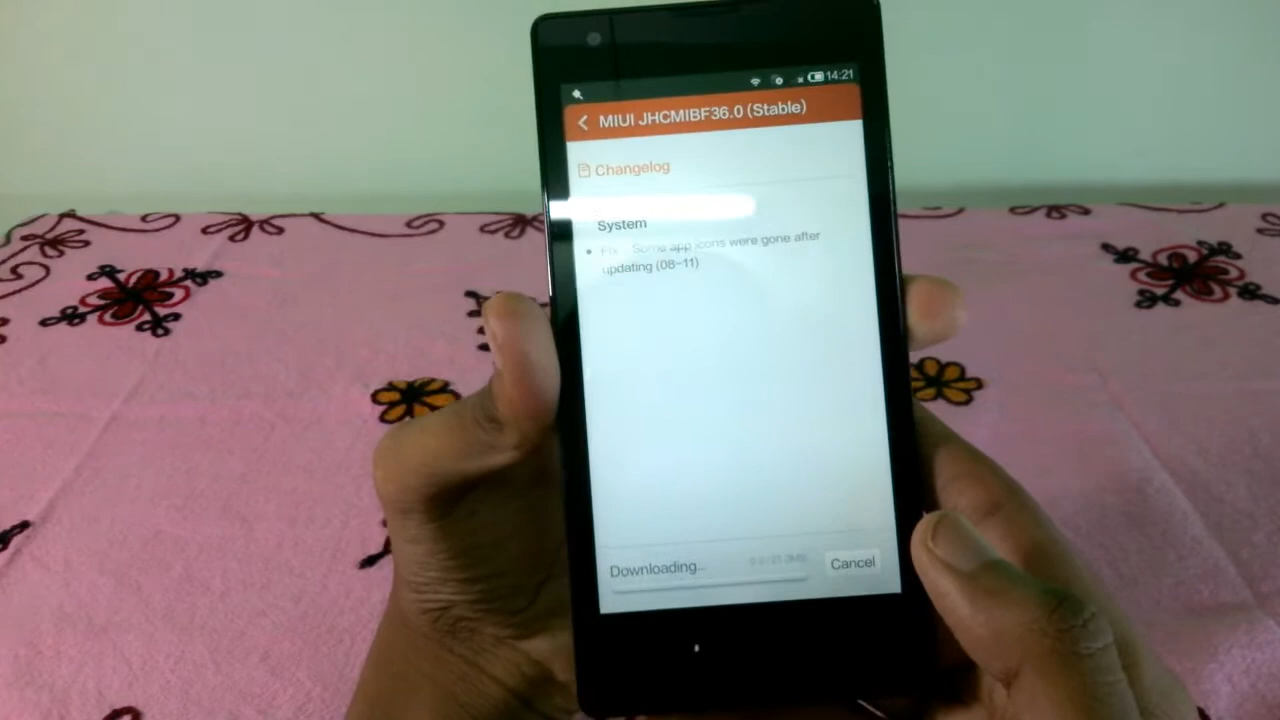 14:21
MIUI JHCMIBF36.0 (Stable)
Changelog
System
Fix Some app icons were gone after
updating (08-11)
Downloading...
Cancel